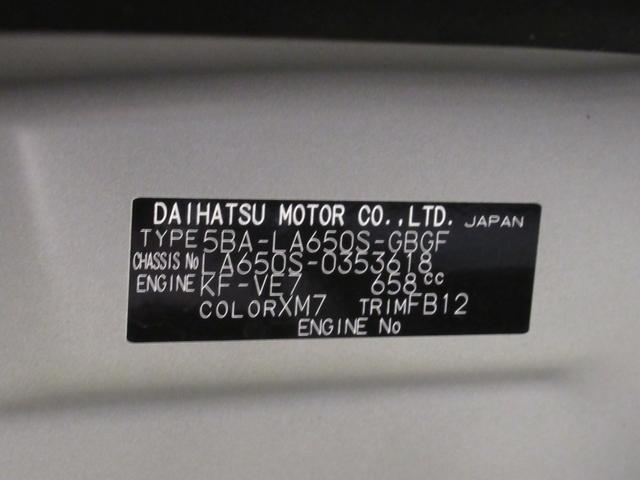 DAIHATSU MOTOR CO.,LTD. JAPAN
TYPE 5BA-LA650S-GBGF
CHASSIS No LA650S-0353618
ENGINE KF-VE7 658cc
COLOR XM7 TRIM FB12
ENGINE No